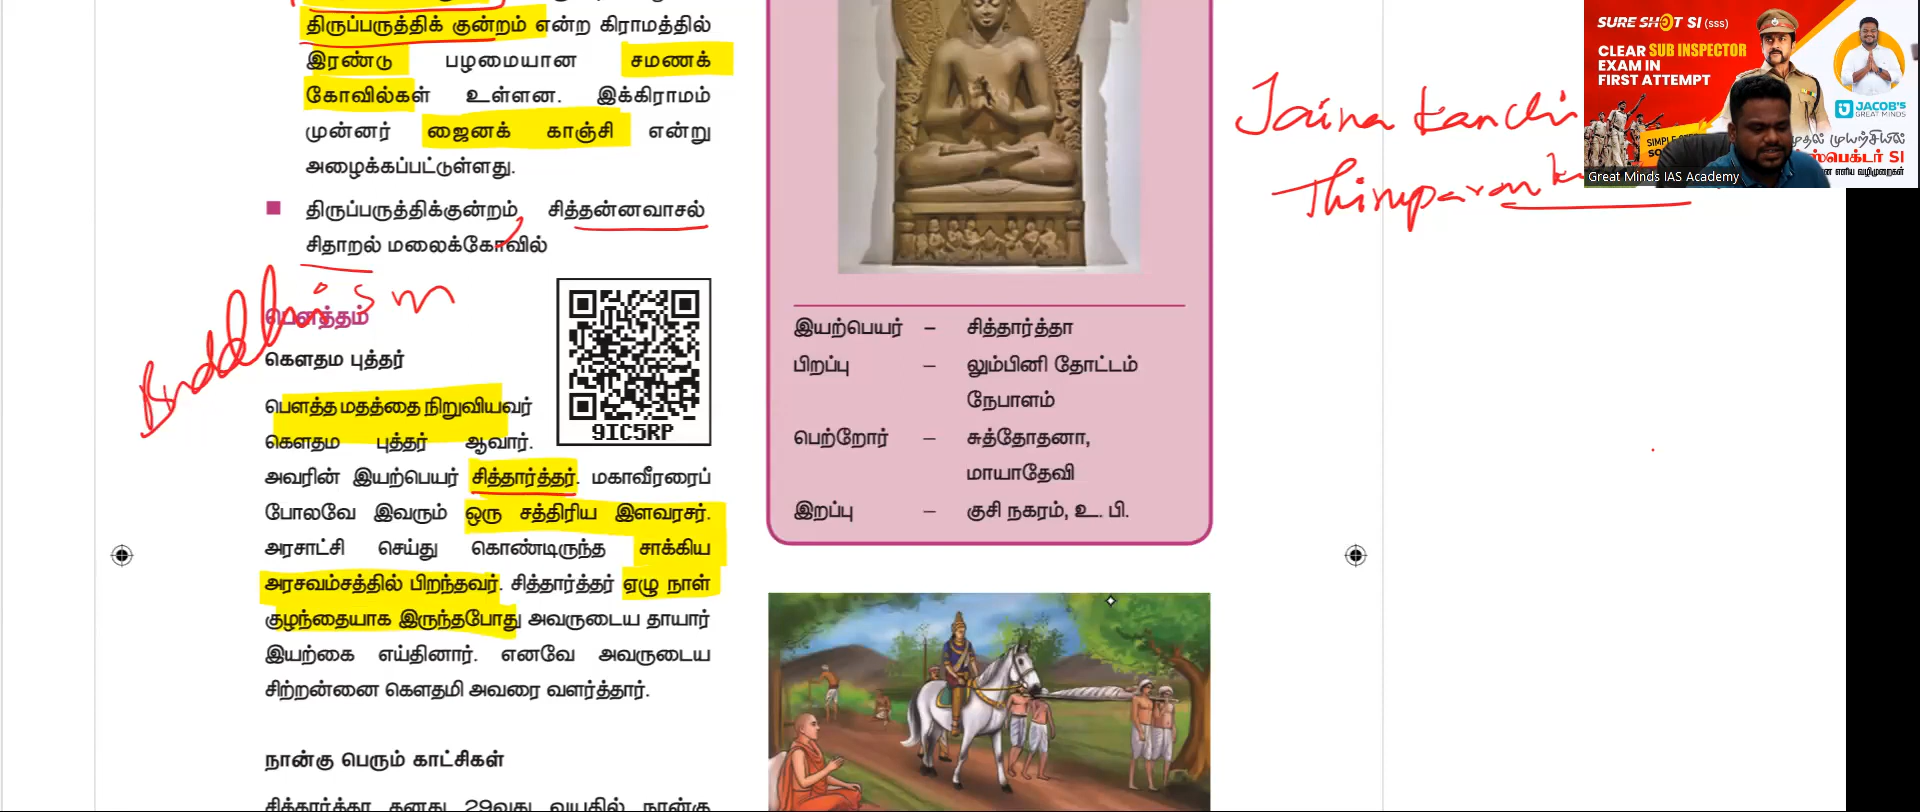 திருப்பருத்திக் குன்றம் என்ற கிராமத்தில்
இரண்டு பழமையான சமணக்
கோவில்கள் உள்ளன. இக்கிராமம்
முன்னர் ஜைனக் காஞ்சி என்று
அழைக்கப்பட்டுள்ளது.
திருப்பருத்திக்குன்றம் சித்தன்னவாசல்
சிதாறல் மலைக்கோவில்
Buddhism
பௌத்தம்
கௌதம புத்தர்
பௌத்த மதத்தை நிறுவியவர்
கௌதம புத்தர் ஆவார்.
அவரின் இயற்பெயர் சித்தார்த்தர். மகாவீரரைப்
போலவே இவரும் ஒரு சத்திரிய இளவரசர்.
அரசாட்சி செய்து கொண்டிருந்த சாக்கிய
அரசவம்சத்தில் பிறந்தவர். சித்தார்த்தர் ஏழு நாள்
குழந்தையாக இருந்தபோது அவருடைய தாயார்
இயற்கை எய்தினார். எனவே அவருடைய
சிற்றன்னை கௌதமி அவரை வளர்த்தார்.
நான்கு பெரும் காட்சிகள்
சித்தார்த்தா தனது 29வது வயதில் நான்கு
9IC5RP
இயற்பெயர் – சித்தார்த்தா
பிறப்பு – லும்பினி தோட்டம்
நேபாளம்
பெற்றோர் – சுத்தோதனா,
மாயாதேவி
இறப்பு – குசி நகரம், உ. பி.
Jaina kanchi
SURE SHOT SI (SSS)
CLEAR SUB INSPECTOR
EXAM IN
FIRST ATTEMPT
JACOB'S
GREAT MINDS
முயற்சியில்
SI
Great Minds IAS Academy